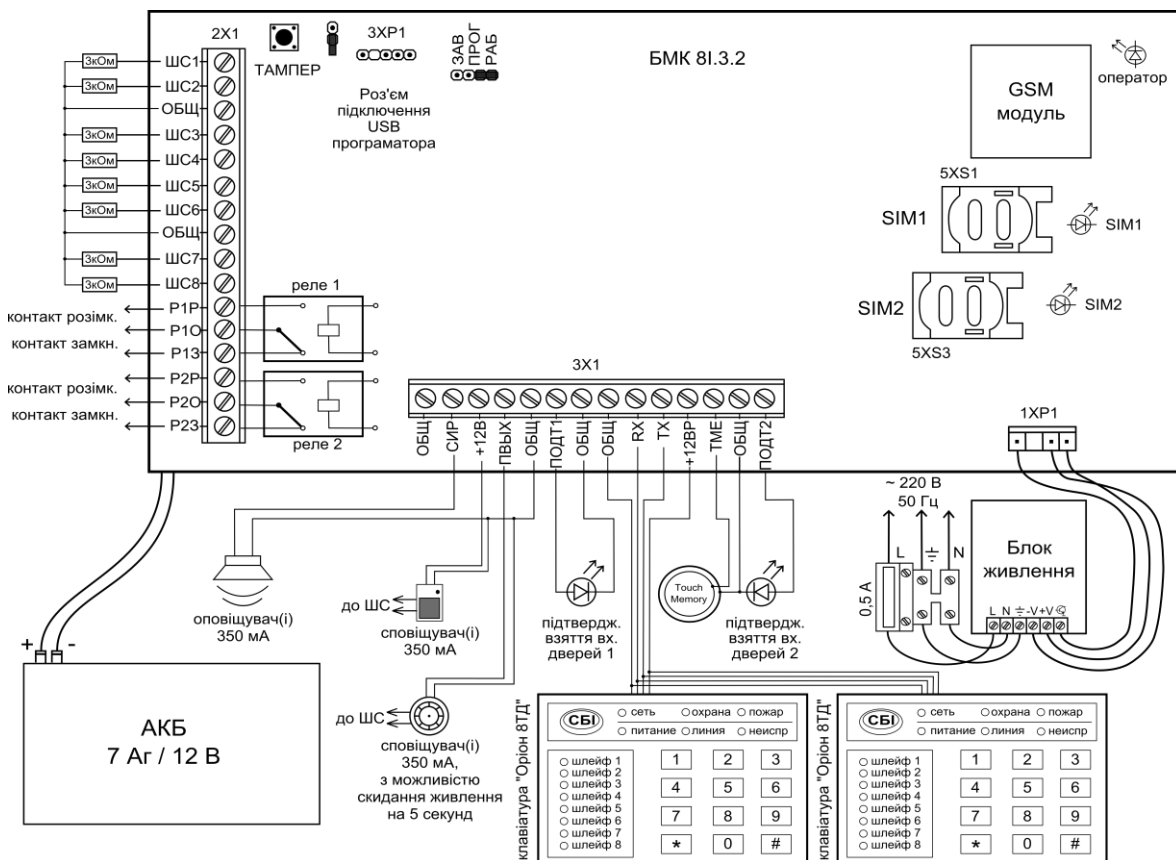 2X1
ТАМПЕР
3XP1
Роз'єм
підключення
USB
програматора
ЗАВ
ПРОГ
РАБ
БМК 8І.3.2
GSM
модуль
оператор
5XS1
SIM1
SIM1
SIM2
SIM2
5XS3
3кОм ШС1
3кОм ШС2
ОБЩ
3кОм ШС3
3кОм ШС4
3кОм ШС5
3кОм ШС6
ОБЩ
3кОм ШС7
3кОм ШС8
Р1Р
контакт розімк.
Р1О
контакт замкн.
Р13
Р2Р
контакт розімк.
Р2О
контакт замкн.
Р23
реле 1
реле 2
3X1
ОБЩ
СИР
+12В
ПВЫХ
ОБЩ
ПОДТ1
ОБЩ
ОБЩ
RX
TX
+12ВР
TME
ОБЩ
ПОДТ2
1XP1
~ 220 В
50 Гц
L
N
0,5 А
Блок
живлення
L N -V +V
+ -
АКБ
7 Аг / 12 В
оповіщувач(і)
350 мА
до ШС
сповіщувач(і)
350 мА
до ШС
сповіщувач(і)
350 мА,
з можливістю
скидання живлення
на 5 секунд
підтвердж.
взяття вх.
дверей 1
Touch
Memory
підтвердж.
взяття вх.
дверей 2
клавіатура "Оріон 8ТД"
СБІ
сеть охрана пожар
питание линия неиспр
шлейф 1
шлейф 2
шлейф 3
шлейф 4
шлейф 5
шлейф 6
шлейф 7
шлейф 8
1 2 3
4 5 6
7 8 9
* 0 #
клавіатура "Оріон 8ТД"
СБІ
сеть охрана пожар
питание линия неиспр
шлейф 1
шлейф 2
шлейф 3
шлейф 4
шлейф 5
шлейф 6
шлейф 7
шлейф 8
1 2 3
4 5 6
7 8 9
* 0 #